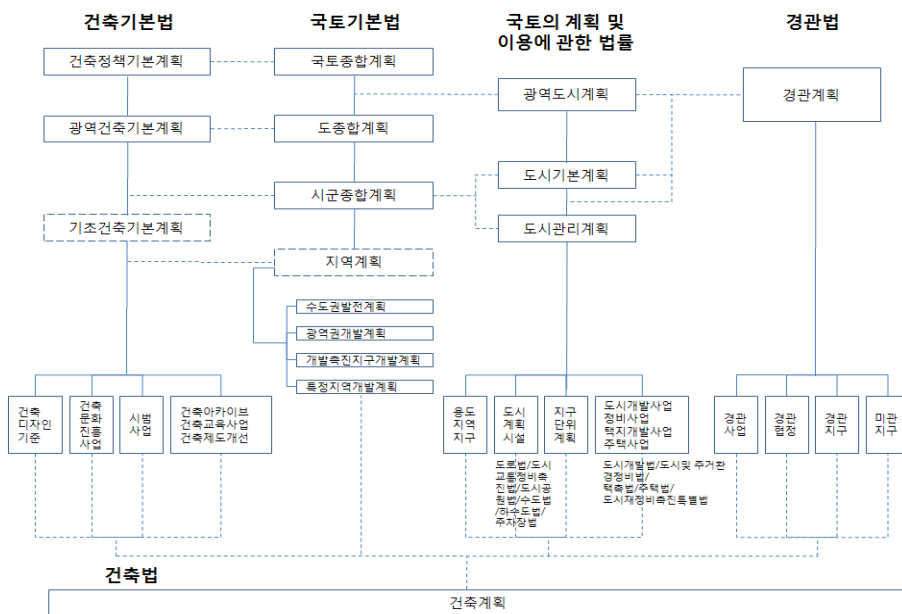 건축기본법
국토기본법
국토의 계획 및
이용에 관한 법률
경관법
건축정책기본계획
국토종합계획
광역도시계획
경관계획
광역건축기본계획
도종합계획
도시기본계획
시군종합계획
기초건축기본계획
도시관리계획
지역계획
수도권발전계획
광역권개발계획
개발촉진지구개발계획
특정지역개발계획
건축
디자인
기준
건축
문화
진흥
사업
시범
사업
건축아카이브
건축교육사업
건축제도개선
용도
지역
지구
도시
계획
시설
지구
단위
계획
도시개발사업
정비사업
택지개발사업
주택사업
경관
사업
경관
협정
경관
지구
미관
지구
도로법/도시
교통정비촉
진법/도시공
원법/수도법
/하수도법/
주차장법
도시개발법/도시및 주거환
경정비법/
택촉법/주택법/
도시재정비촉진특별법
건축법
건축계획